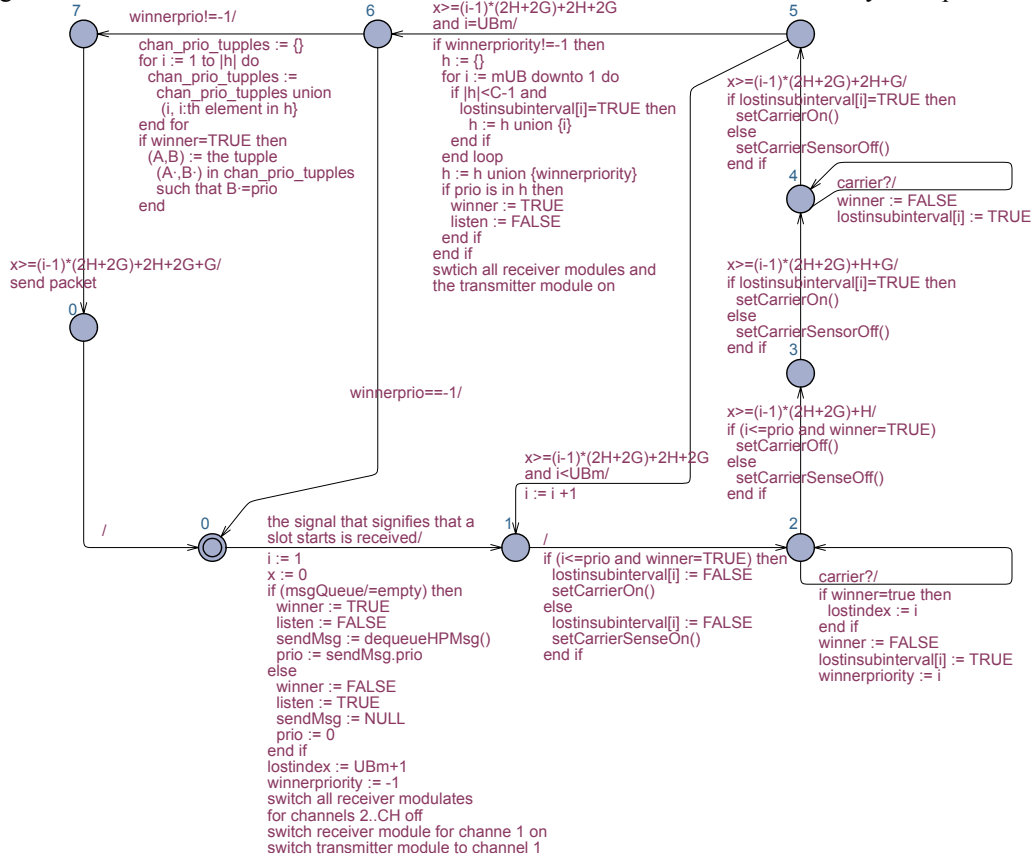 7
winnerprio!=-1/
chan_prio_tupples := {}
for i := 1 to |h| do
chan_prio_tupples :=
chan_prio_tupples union
(i, i:th element in h}
end for
if winner=TRUE then
(A,B) := the tupple
(A·,B·) in chan_prio_tupples
such that B·=prio
end
6
x>=(i-1)*(2H+2G)+2H+2G
and i=UBm/
if winnerpriority!=-1 then
h := {}
for i := mUB downto 1 do
if |h|<C-1 and
lostinsubinterval[i]=TRUE then
h := h union {i}
end if
end loop
h := h union {winnerpriority}
if prio is in h then
winner := TRUE
listen := FALSE
end if
end if
swtich all receiver modules and
the transmitter module on
5
x>=(i-1)*(2H+2G)+2H+G/
if lostinsubinterval[i]=TRUE then
setCarrierOn()
else
setCarrierSensorOff()
end if
4
carrier?/
winner := FALSE
lostinsubinterval[i] := TRUE
x>=(i-1)*(2H+2G)+2H+2G+G/
send packet
0
x>=(i-1)*(2H+2G)+H+G/
if lostinsubinterval[i]=TRUE then
setCarrierOn()
else
setCarrierSensorOff()
end if
3
winnerprio==-1/
x>=(i-1)*(2H+2G)+H/
if (i<=prio and winner=TRUE)
setCarrierOff()
else
setCarrierSenseOff()
end if
x>=(i-1)*(2H+2G)+2H+2G
and i<UBm/
i := i +1
/
0
the signal that signifies that a
slot starts is received/
i := 1
x := 0
if (msgQueue/=empty) then
winner := TRUE
listen := FALSE
sendMsg := dequeueHPMsg()
prio := sendMsg.prio
else
winner := FALSE
listen := TRUE
sendMsg := NULL
prio := 0
end if
lostindex := UBm+1
winnerpriority := -1
switch all receiver modulates
for channels 2..CH off
switch receiver module for channe 1 on
switch transmitter module to channel 1
1
/
if (i<=prio and winner=TRUE) then
lostinsubinterval[i] := FALSE
setCarrierOn()
else
lostinsubinterval[i] := FALSE
setCarrierSenseOn()
end if
2
carrier?/
if winner=true then
lostindex := i
end if
winner := FALSE
lostinsubinterval[i] := TRUE
winnerpriority := i